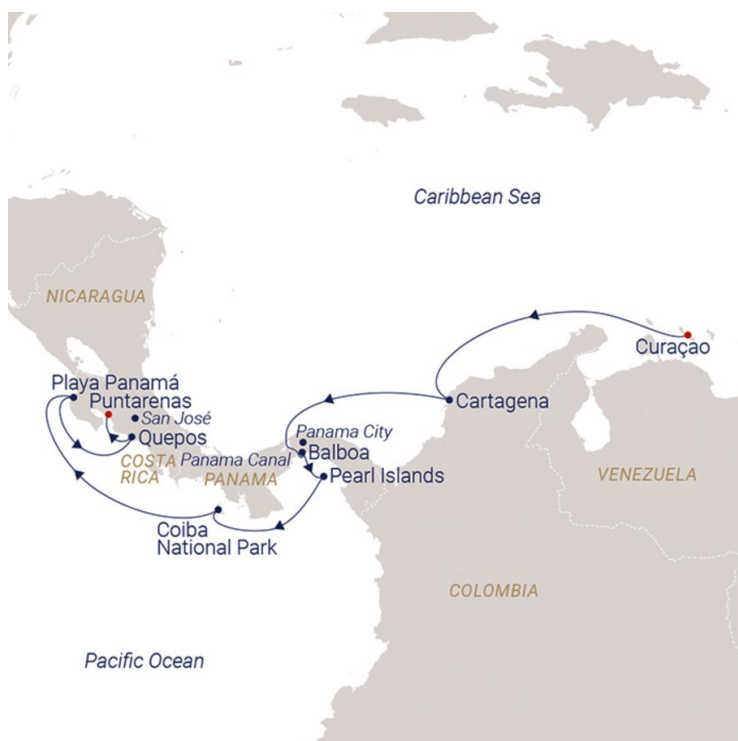 Caribbean Sea
NICARAGUA
Curaçao
Playa Panamá
Puntarenas
Cartagena
San José
Quepos
Panama City
Balboa
COSTA
RICA
Panama Canal
PANAMA
Pearl Islands
VENEZUELA
Coiba
National Park
COLOMBIA
Pacific Ocean